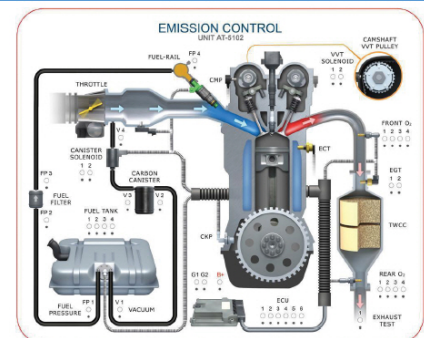 EMISSION CONTROL
UNIT AT-5102
FUEL-RAIL
FP 4
VVT
SOLENOID
1 2
CAMSHAFT
VVT PULLEY
CMP
THROTTLE
V 4
CANISTER
SOLENOID
1 2
CARBON
CANISTER
V 3
V 2
ECT
FRONT O₂
1 2 3 4
EGT
1 2
FP 3
FUEL
FILTER
FP 2
FUEL TANK
1 2 3 4
TWCC
CKP
G1 G2 B+
ECU
1 2 3 4 5 6
REAR O₂
1 2 3 4
FUEL
PRESSURE
FP 1
V 1
VACUUM
1
EXHAUST
TEST